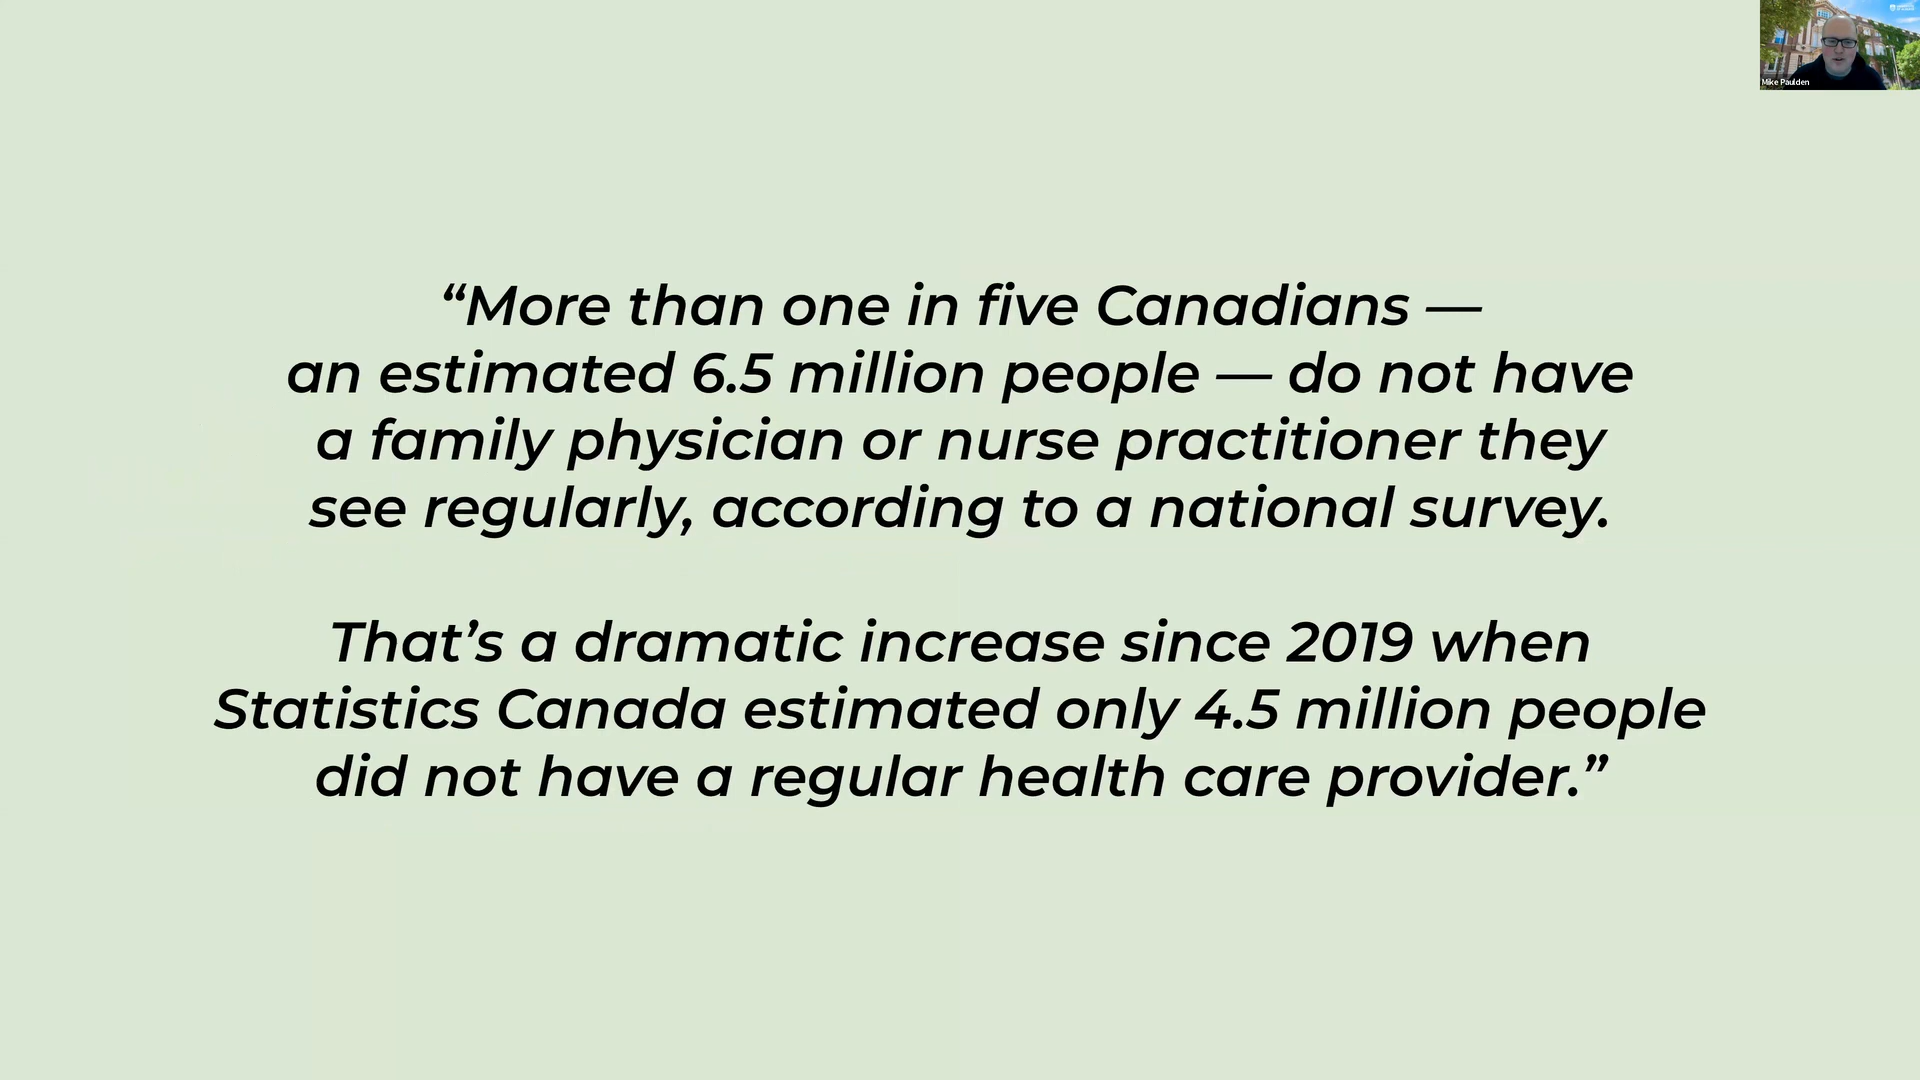 Mike Paulden
“More than one in five Canadians —
an estimated 6.5 million people — do not have
a family physician or nurse practitioner they
see regularly, according to a national survey.
That’s a dramatic increase since 2019 when
Statistics Canada estimated only 4.5 million people
did not have a regular health care provider.”